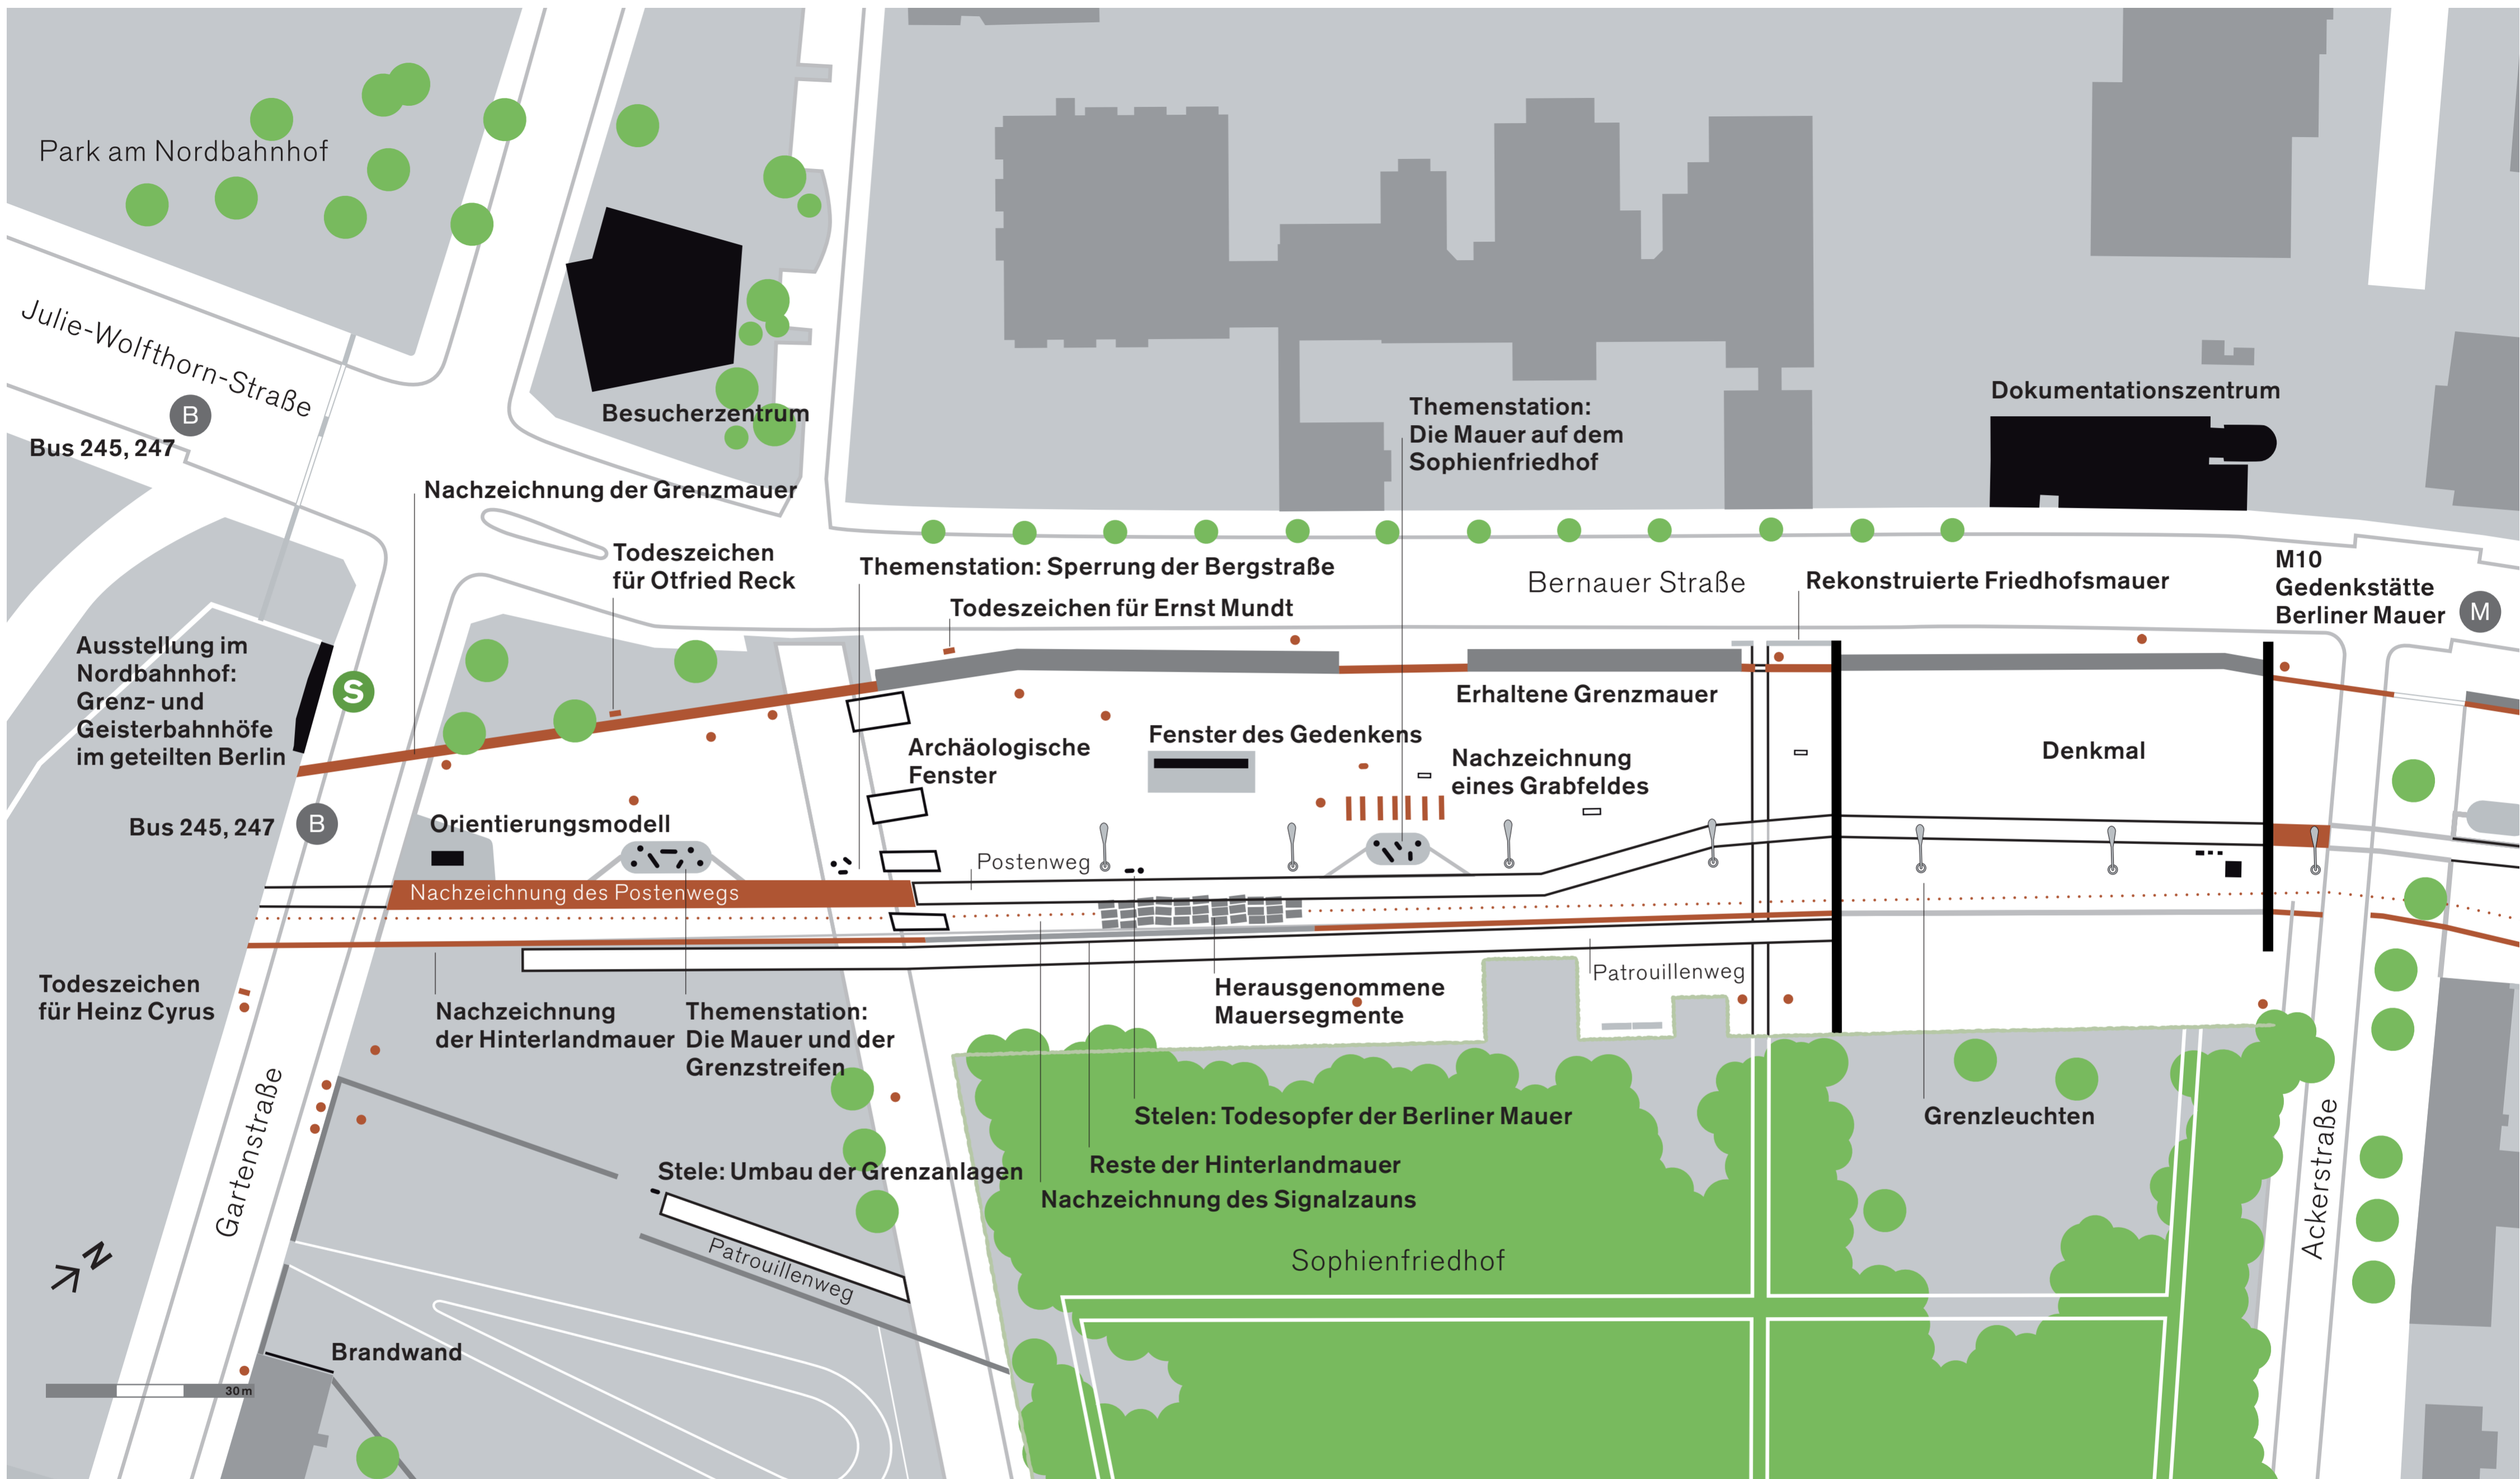 Park am Nordbahnhof
Julie-Wolfthorn-Straße
B
Bus 245, 247
Besucherzentrum
Themenstation:
Die Mauer auf dem
Sophienfriedhof
Dokumentationszentrum
Nachzeichnung der Grenzmauer
Todeszeichen
für Otfried Reck
Themenstation: Sperrung der Bergstraße
Todeszeichen für Ernst Mundt
Bernauer Straße
Rekonstruierte Friedhofsmauer
M10
Gedenkstätte
Berliner Mauer
M
Ausstellung im
Nordbahnhof:
Grenz- und
Geisterbahnhöfe
im geteilten Berlin
S
Erhaltene Grenzmauer
Archäologische
Fenster
Fenster des Gedenkens
Nachzeichnung
eines Grabfeldes
Denkmal
Bus 245, 247
B
Orientierungsmodell
Postenweg
Nachzeichnung des Postenwegs
Todeszeichen
für Heinz Cyrus
Nachzeichnung
der Hinterlandmauer
Themenstation:
Die Mauer und der
Grenzstreifen
Herausgenommene
Mauersegmente
Patrouillenweg
Stelen: Todesopfer der Berliner Mauer
Grenzleuchten
Reste der Hinterlandmauer
Stele: Umbau der Grenzanlagen
Nachzeichnung des Signalzauns
Gartenstraße
Ackerstraße
Patrouillenweg
Sophienfriedhof
N
Brandwand
30 m